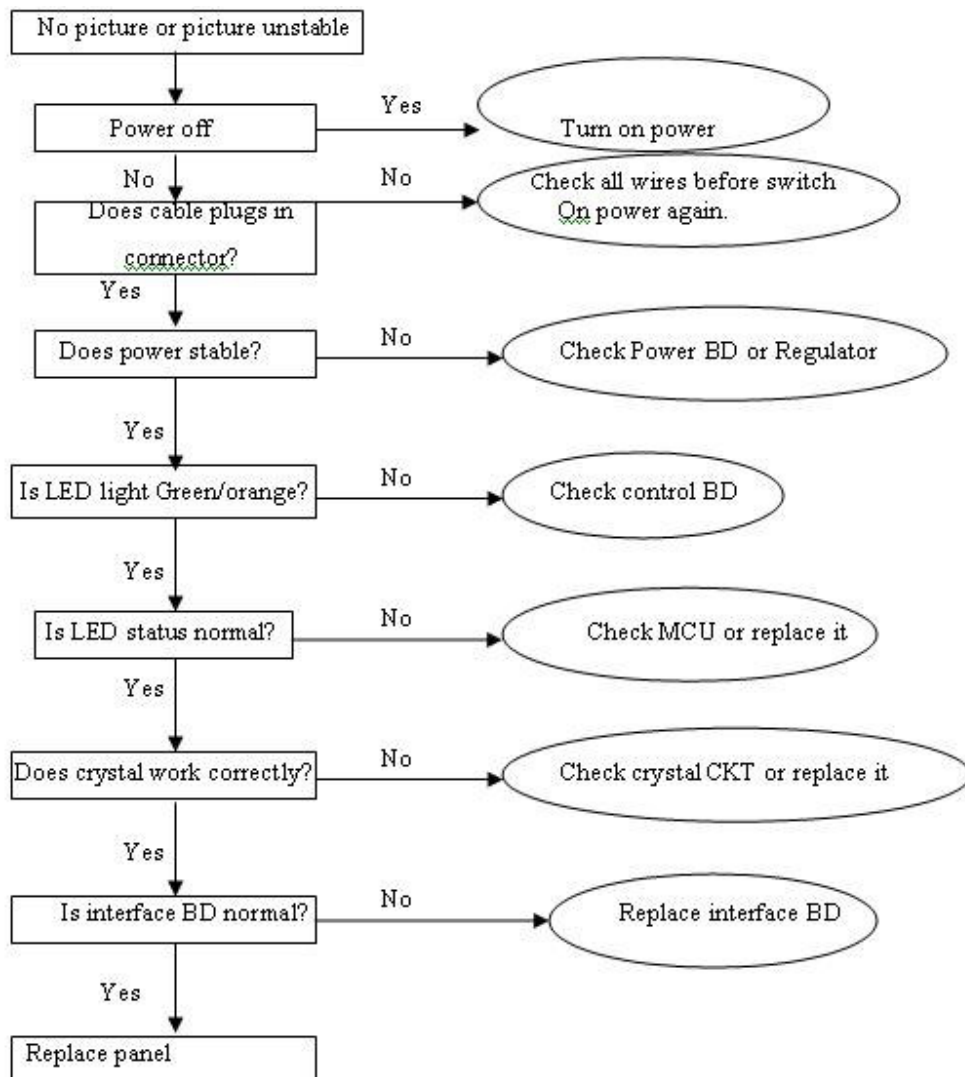 No picture or picture unstable
Power off
Yes
Turn on power
No
No
Check all wires before switch
On power again.
Does cable plugs in
connector?
Yes
Does power stable?
No
Check Power BD or Regulator
Yes
Is LED light Green/orange?
No
Check control BD
Yes
Is LED status normal?
No
Check MCU or replace it
Yes
Does crystal work correctly?
No
Check crystal CKT or replace it
Yes
Is interface BD normal?
No
Replace interface BD
Yes
Replace panel